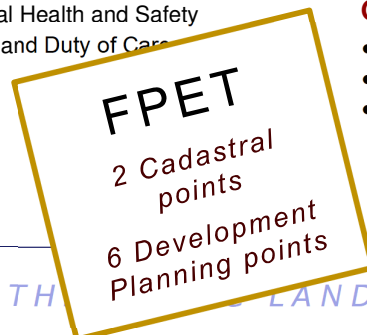 al Health and Safety
and Duty of Care
FPET
2 Cadastral
points
6 Development
Planning points
TH LAND